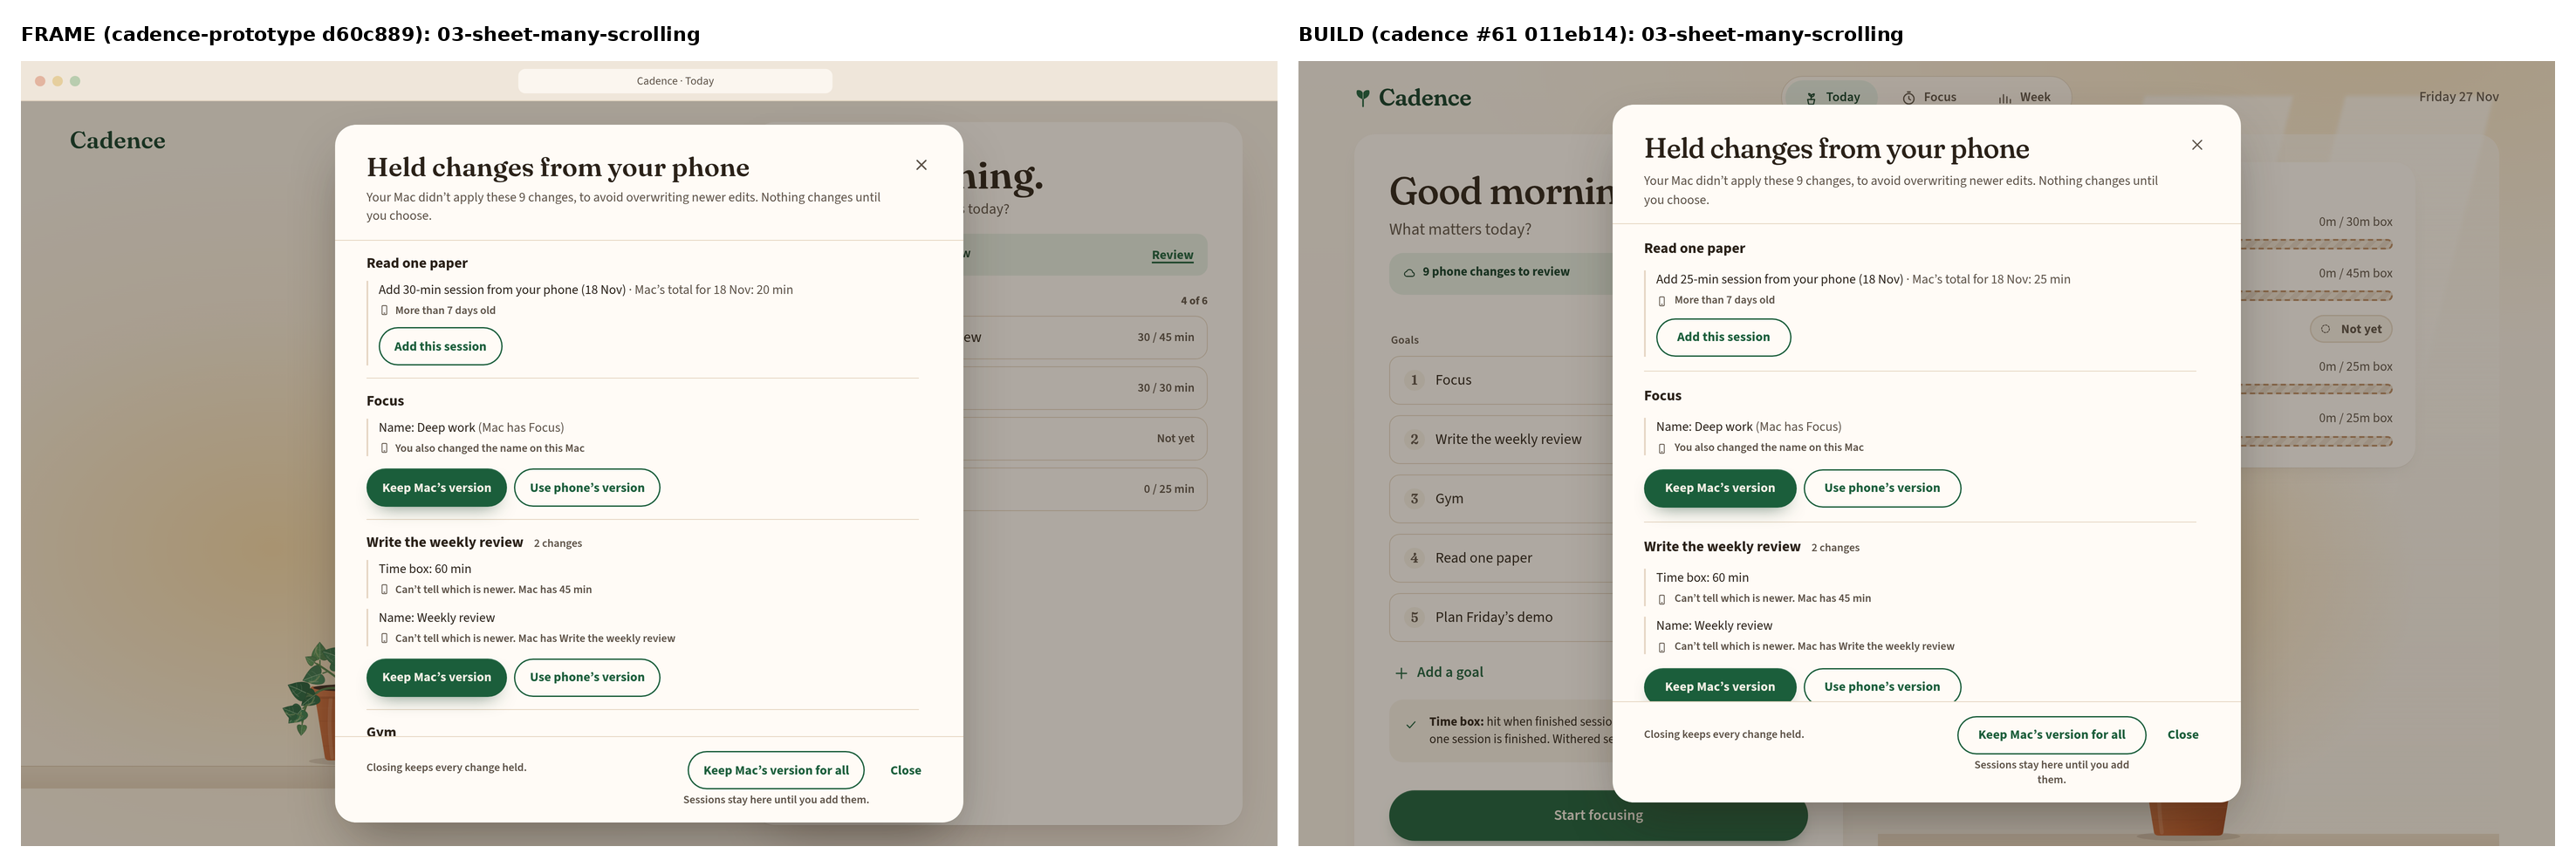 FRAME (cadence-prototype d60c889): 03-sheet-many-scrolling
Cadence · Today
Cadence
ning.
today?
Review
4 of 6
ew
30 / 45 min
30 / 30 min
Not yet
0 / 25 min
Held changes from your phone
Your Mac didn’t apply these 9 changes, to avoid overwriting newer edits. Nothing changes until
you choose.
Read one paper
Add 30-min session from your phone (18 Nov) · Mac’s total for 18 Nov: 20 min
More than 7 days old
Add this session
Focus
Name: Deep work (Mac has Focus)
You also changed the name on this Mac
Keep Mac’s version
Use phone’s version
Write the weekly review 2 changes
Time box: 60 min
Can’t tell which is newer. Mac has 45 min
Name: Weekly review
Can’t tell which is newer. Mac has Write the weekly review
Keep Mac’s version
Use phone’s version
Gym
Closing keeps every change held.
Keep Mac’s version for all
Close
Sessions stay here until you add them.
BUILD (cadence #61 011eb14): 03-sheet-many-scrolling
Cadence
Today
Focus
Week
Friday 27 Nov
Good mornin
What matters today?
9 phone changes to review
Goals
1 Focus
2 Write the weekly review
3 Gym
4 Read one paper
5 Plan Friday’s demo
Add a goal
Time box: hit when finished sessio
one session is finished. Withered se
Start focusing
0m / 30m box
0m / 45m box
Not yet
0m / 25m box
0m / 25m box
Held changes from your phone
Your Mac didn’t apply these 9 changes, to avoid overwriting newer edits. Nothing changes until
you choose.
Read one paper
Add 25-min session from your phone (18 Nov) · Mac’s total for 18 Nov: 25 min
More than 7 days old
Add this session
Focus
Name: Deep work (Mac has Focus)
You also changed the name on this Mac
Keep Mac’s version
Use phone’s version
Write the weekly review 2 changes
Time box: 60 min
Can’t tell which is newer. Mac has 45 min
Name: Weekly review
Can’t tell which is newer. Mac has Write the weekly review
Keep Mac’s version
Use phone’s version
Closing keeps every change held.
Keep Mac’s version for all
Close
Sessions stay here until you add
them.